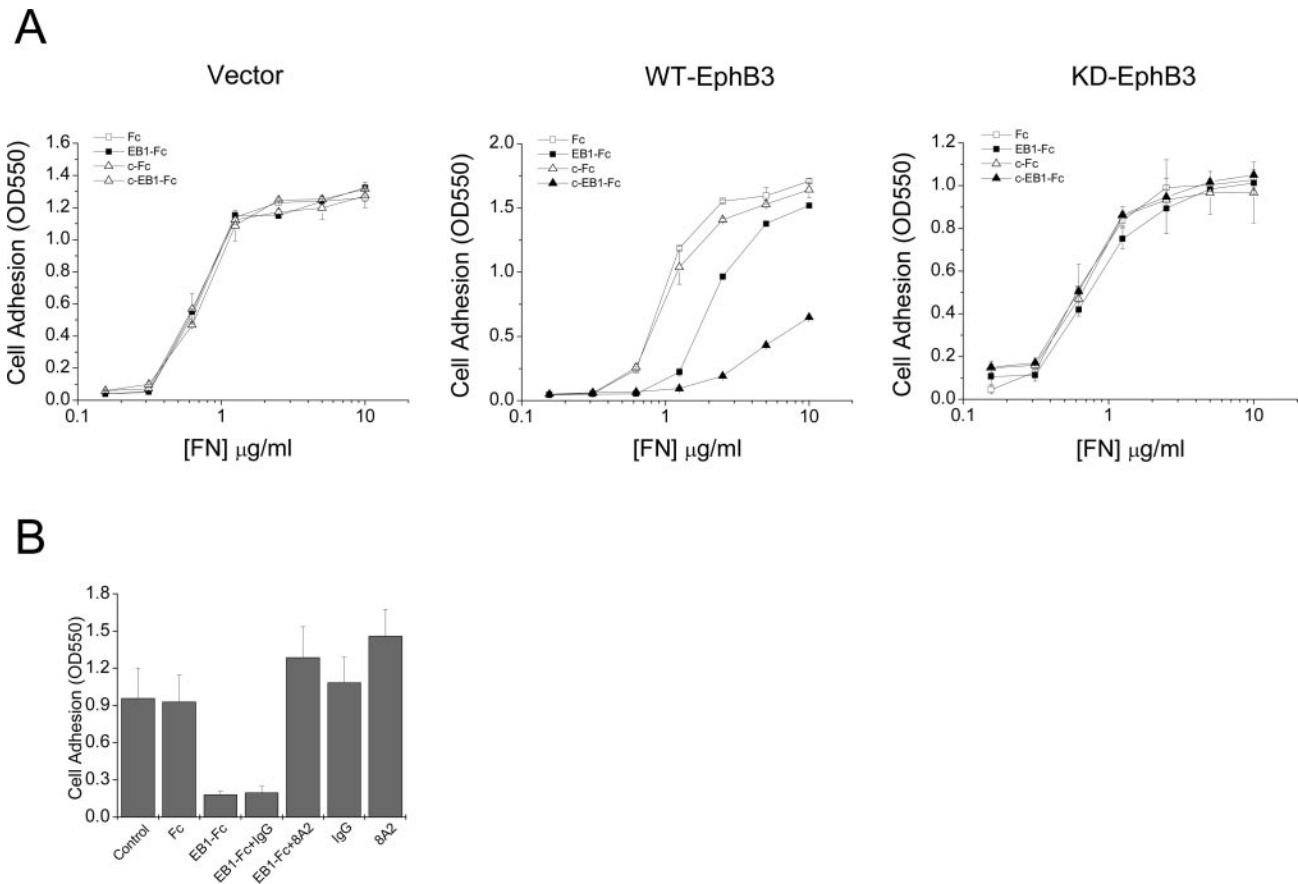 A
Vector
Fc
EB1-Fc
c-Fc
c-EB1-Fc
1.6
1.4
1.2
1.0
0.8
0.6
0.4
0.2
0.0
0.1
1
10
Cell Adhesion (OD550)
[FN] μg/ml
WT-EphB3
Fc
EB1-Fc
c-Fc
c-EB1-Fc
2.0
1.5
1.0
0.5
0.0
0.1
1
10
Cell Adhesion (OD550)
[FN] μg/ml
KD-EphB3
Fc
EB1-Fc
c-Fc
c-EB1-Fc
1.2
1.0
0.8
0.6
0.4
0.2
0.0
0.1
1
10
Cell Adhesion (OD550)
[FN] μg/ml
B
1.8
1.5
1.2
0.9
0.6
0.3
0.0
Cell Adhesion (OD550)
Control
Fc
EB1-Fc
EB1-Fc+IgG
EB1-Fc+8A2
IgG
8A2